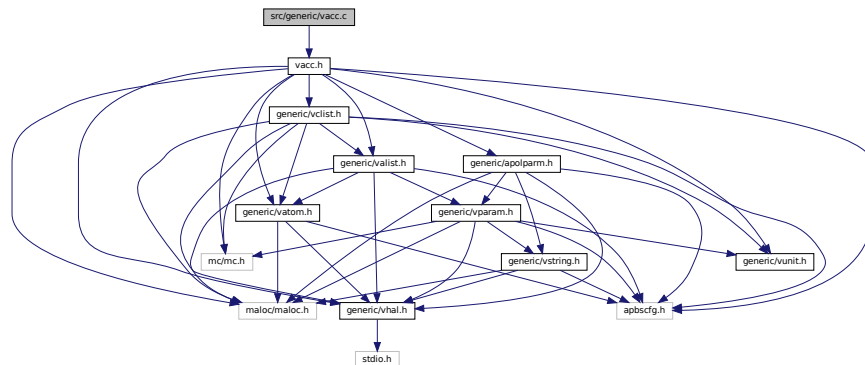 src/generic/vacc.c
vacc.h
generic/vclist.h
generic/valist.h
generic/apolparm.h
generic/vatom.h
generic/vparam.h
mc/mc.h
generic/vstring.h
generic/vunit.h
maloc/maloc.h
generic/vhal.h
apbscfg.h
stdio.h